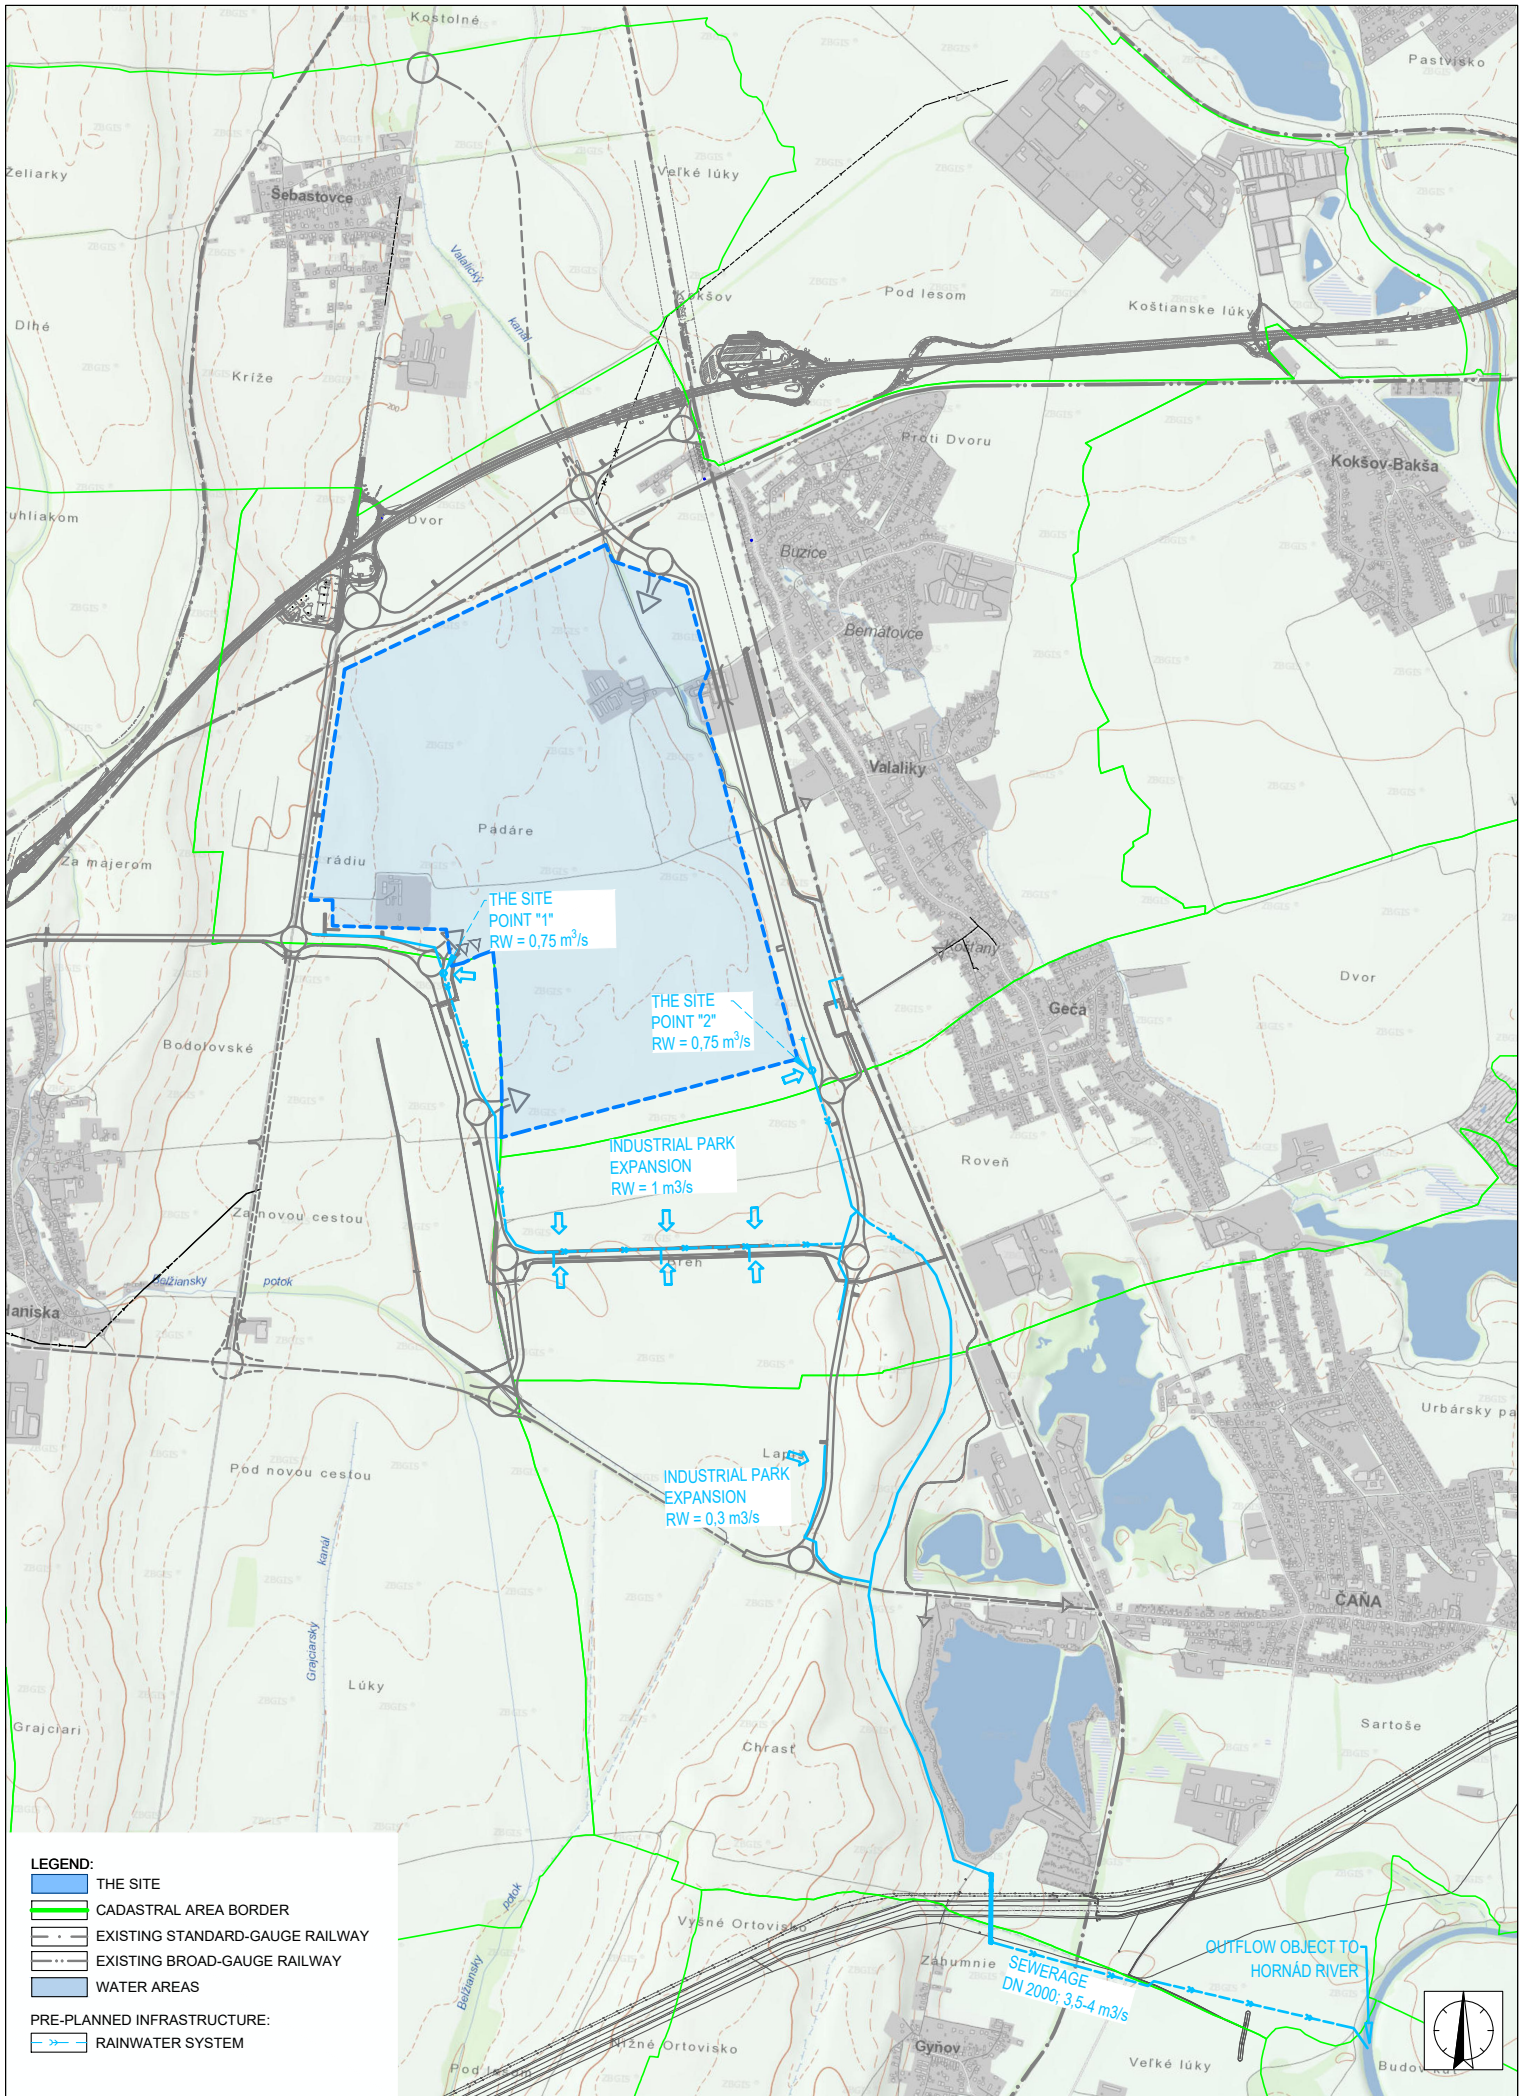 Kostolné
Pastvisko
Želiarky
Šebastovce
Veľké lúky
Valalický
kanál
Kokšov
Pod lesom
Koštianske lúky
Dlhé
Kríže
200
Proti Dvoru
Kokšov-Bakša
uhliakom
Dvor
Buzice
Bernátovce
Valaliky
Pádáre
Za majerom
rádiu
THE SITE
POINT "1"
RW = 0,75 m³/s
Košťany
Dvor
THE SITE
POINT "2"
RW = 0,75 m³/s
Geča
Bodolovské
INDUSTRIAL PARK
EXPANSION
RW = 1 m3/s
Roveň
Za novou cestou
Belžiansky
potok
Breh
Haniska
Urbársky pa
Lapiš
Pod novou cestou
INDUSTRIAL PARK
EXPANSION
RW = 0,3 m3/s
Grajciarsky
kanál
ČAŇA
Lúky
Grajciari
Sartoše
Chrasť
LEGEND:
THE SITE
CADASTRAL AREA BORDER
EXISTING STANDARD-GAUGE RAILWAY
EXISTING BROAD-GAUGE RAILWAY
WATER AREAS
PRE-PLANNED INFRASTRUCTURE:
RAINWATER SYSTEM
Belžiansky
potok
Vyšné Ortovisko
Záhumnie
SEWERAGE
DN 2000; 3,5-4 m3/s
OUTFLOW OBJECT TO
HORNÁD RIVER
Nižné Ortovisko
Gyňov
Veľké lúky
Pod lesom
ZBGIS ®